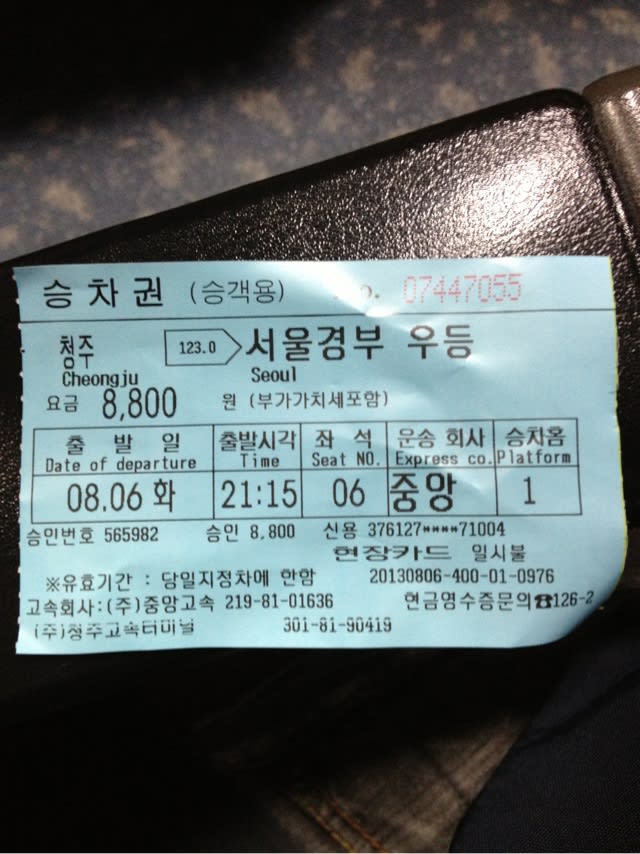 승차권 (승객용) No. 07447055
청주 123.0 서울경부 우등
Cheongju Seoul
요금 8,800 원 (부가가치세포함)
출 발 일 출발시각 좌 석 운송 회사 승차홈
Date of departure Time Seat NO. Express co. Platform
08.06 화 21:15 06 중앙 1
승인번호 565982 승인 8,800 신용 376127****71004
현장카드 일시불
※유효기간 : 당일지정차에 한함 20130806-400-01-0976
고속회사:(주)중앙고속 219-81-01636 현금영수증문의☎126-2
(주)청주고속터미널 301-81-90419